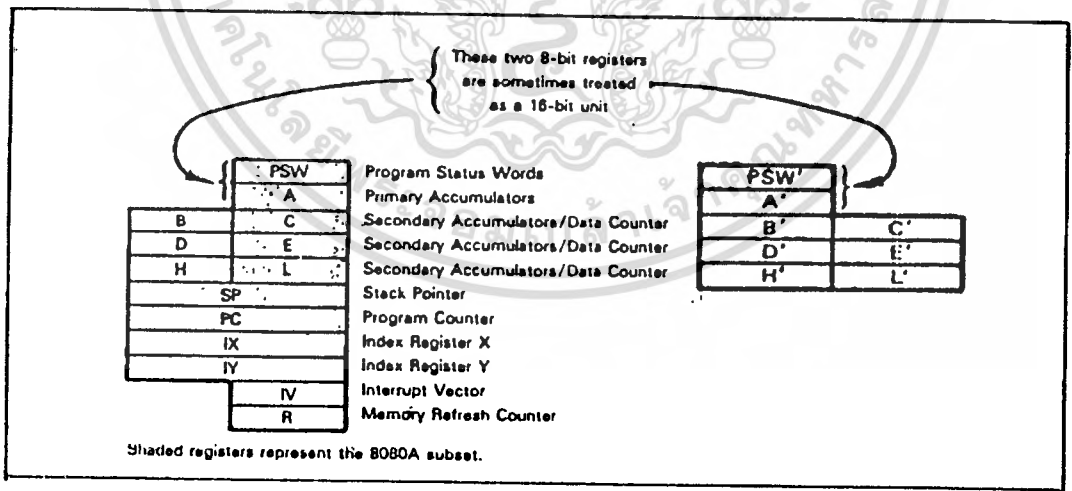 These two 8-bit registers
are sometimes treated
as a 16-bit unit
PSW Program Status Words
A Primary Accumulators
B C Secondary Accumulators/Data Counter
D E Secondary Accumulators/Data Counter
H L Secondary Accumulators/Data Counter
SP Stack Pointer
PC Program Counter
IX Index Register X
IY Index Register Y
IV Interrupt Vector
R Memory Refresh Counter
PSW'
A'
B' C'
D' E'
H' L'
Shaded registers represent the 8080A subset.